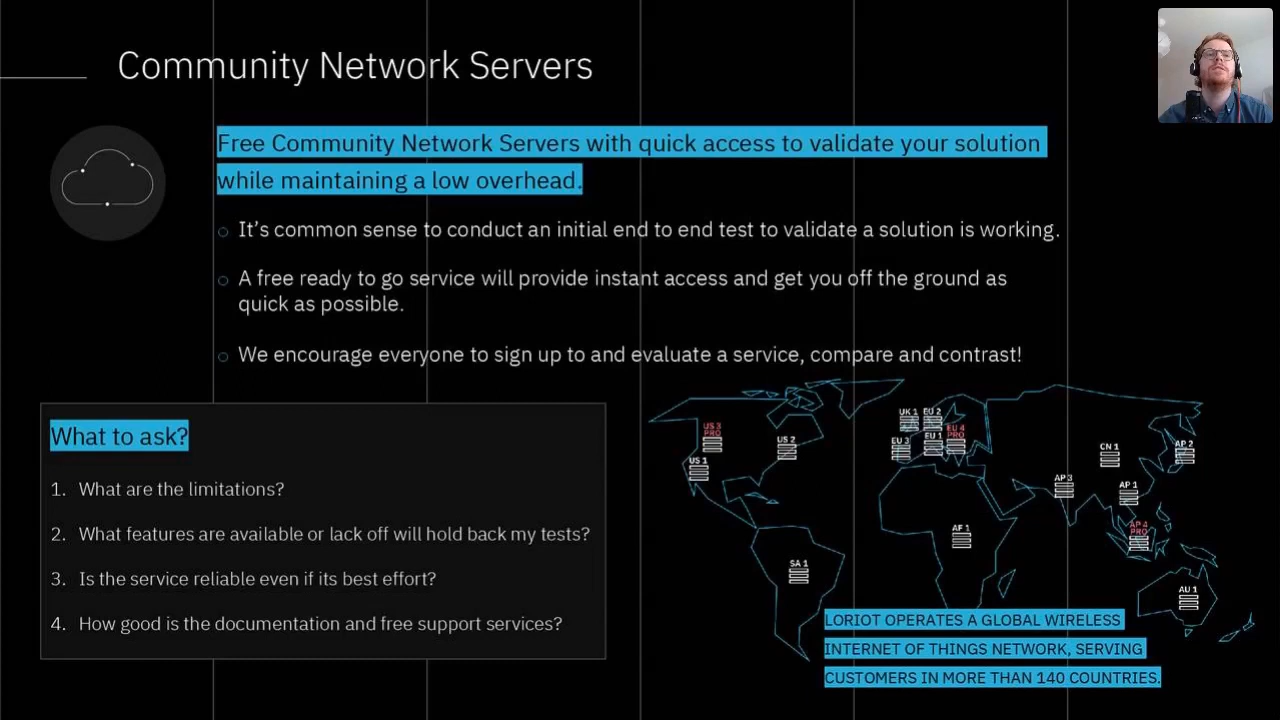 Community Network Servers
Free Community Network Servers with quick access to validate your solution
while maintaining a low overhead.
It’s common sense to conduct an initial end to end test to validate a solution is working.
A free ready to go service will provide instant access and get you off the ground as
quick as possible.
We encourage everyone to sign up to and evaluate a service, compare and contrast!
What to ask?
1. What are the limitations?
2. What features are available or lack off will hold back my tests?
3. Is the service reliable even if its best effort?
4. How good is the documentation and free support services?
US 3
PRO
US 1
US 2
SA 1
UK 1
EU 2
EU 3
EU 1
EU 4
PRO
AF 1
AP 3
CN 1
AP 1
AP 2
AP 4
PRO
AU 1
LORIOT OPERATES A GLOBAL WIRELESS
INTERNET OF THINGS NETWORK, SERVING
CUSTOMERS IN MORE THAN 140 COUNTRIES.